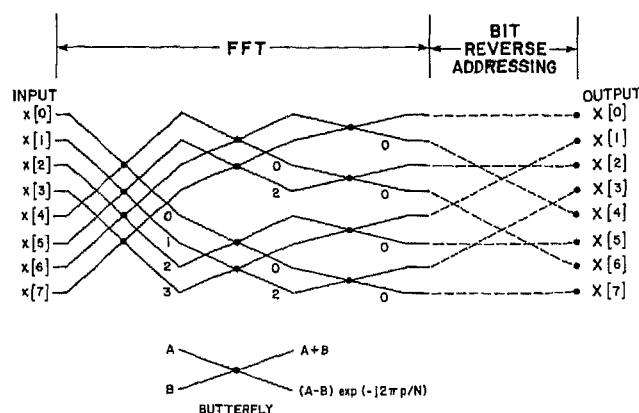 FFT
BIT
REVERSE
ADDRESSING
INPUT
OUTPUT
x[0]
x[1]
x[2]
x[3]
x[4]
x[5]
x[6]
x[7]
0
1
2
3
0
2
0
2
0
0
0
0
X[0]
X[1]
X[2]
X[3]
X[4]
X[5]
X[6]
X[7]
A
A+B
B
(A-B) exp(-j2πp/N)
BUTTERFLY